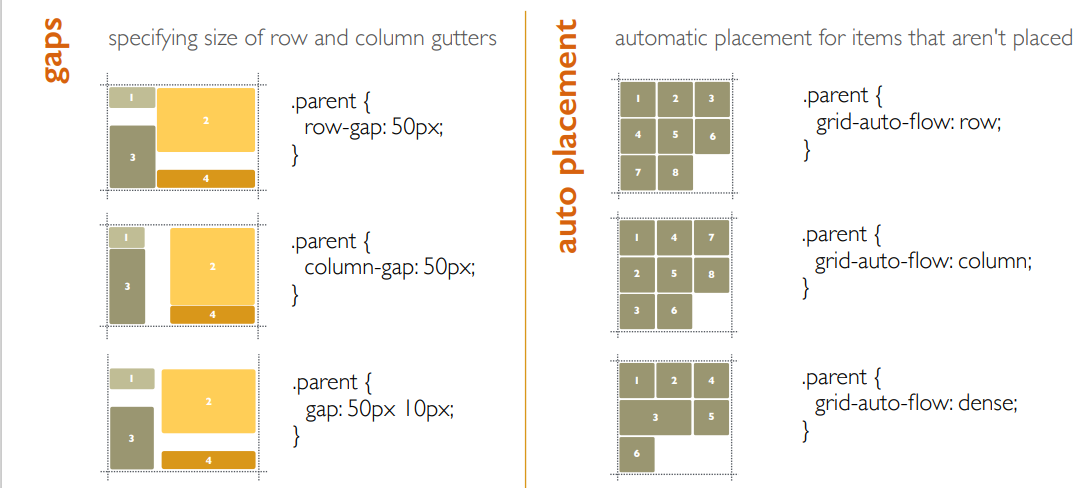 gaps
specifying size of row and column gutters
1
2
3
4
.parent {
row-gap: 50px;
}
1
2
3
4
.parent {
column-gap: 50px;
}
1
2
3
4
.parent {
gap: 50px 10px;
}
auto placement
automatic placement for items that aren't placed
1 2 3
4 5 6
7 8
.parent {
grid-auto-flow: row;
}
1 4 7
2 5 8
3 6
.parent {
grid-auto-flow: column;
}
1 2 4
3 5
6
.parent {
grid-auto-flow: dense;
}